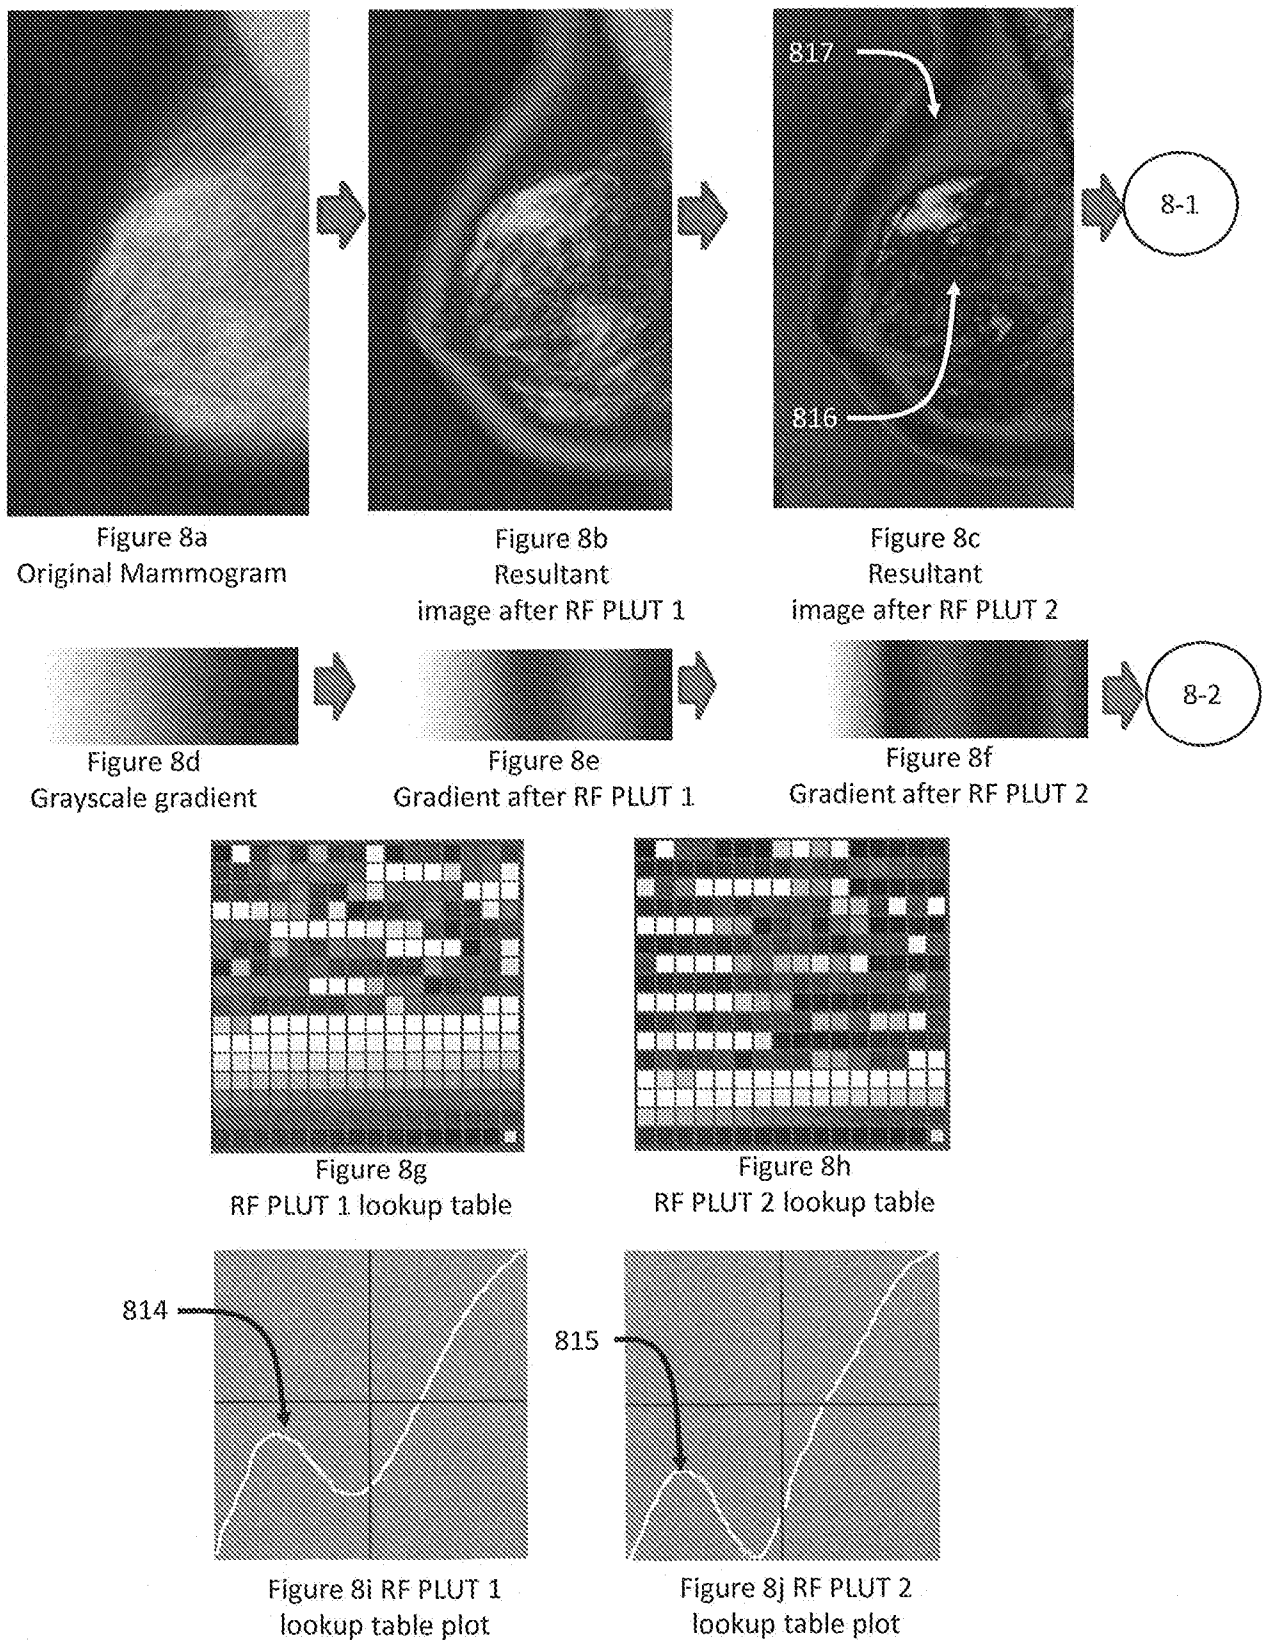 817
8-1
816
Figure 8a
Original Mammogram
Figure 8b
Resultant
image after RF PLUT 1
Figure 8c
Resultant
image after RF PLUT 2
8-2
Figure 8d
Grayscale gradient
Figure 8e
Gradient after RF PLUT 1
Figure 8f
Gradient after RF PLUT 2
Figure 8g
RF PLUT 1 lookup table
Figure 8h
RF PLUT 2 lookup table
814
815
Figure 8i RF PLUT 1
lookup table plot
Figure 8j RF PLUT 2
lookup table plot